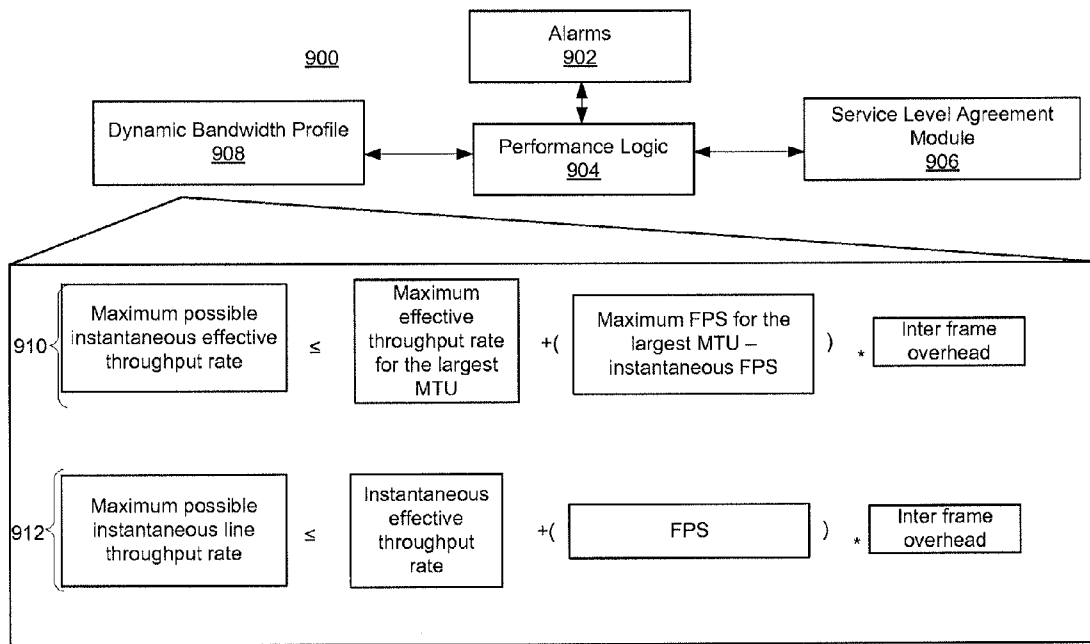 Alarms
902
900
Dynamic Bandwidth Profile
908
Performance Logic
904
Service Level Agreement
Module
906
910
Maximum possible
instantaneous effective
throughput rate
≤
Maximum
effective
throughput rate
for the largest
MTU
+(
Maximum FPS for the
largest MTU –
instantaneous FPS
)
*
Inter frame
overhead
912
Maximum possible
instantaneous line
throughput rate
≤
Instantaneous
effective
throughput
rate
+(
FPS
)
*
Inter frame
overhead